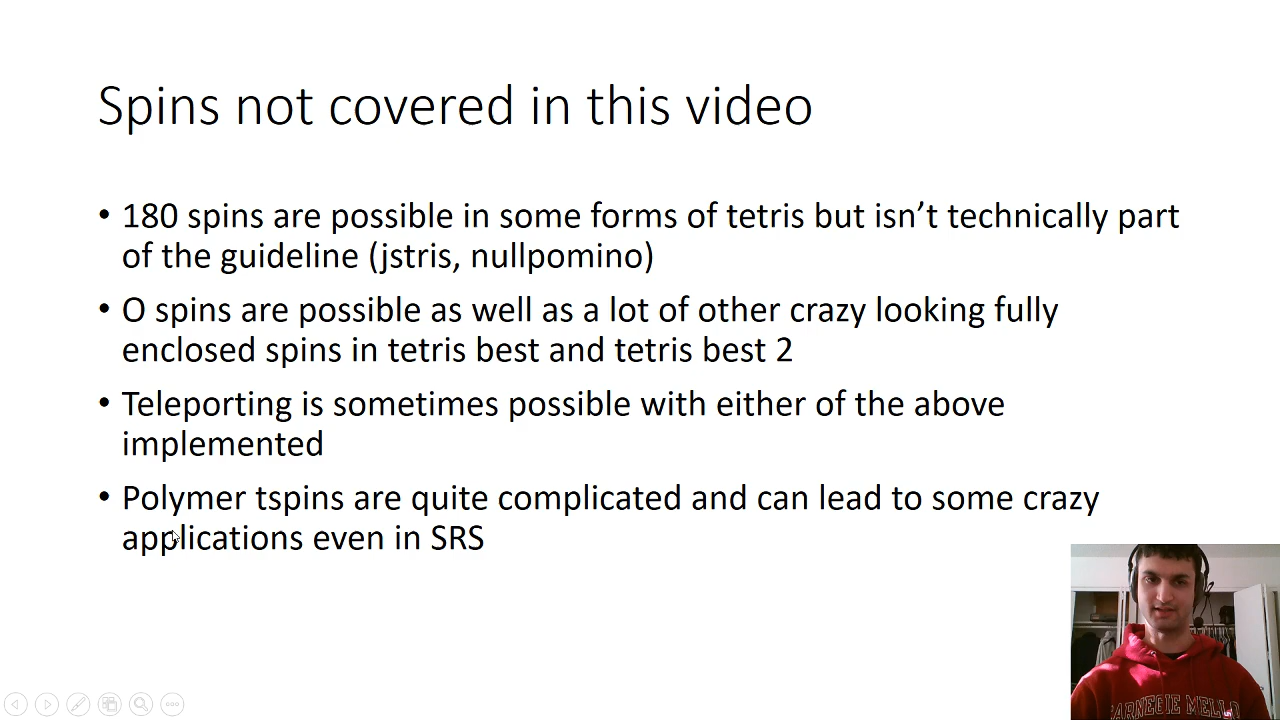 Spins not covered in this video
• 180 spins are possible in some forms of tetris but isn’t technically part
of the guideline (jstris, nullpomino)
• O spins are possible as well as a lot of other crazy looking fully
enclosed spins in tetris best and tetris best 2
• Teleporting is sometimes possible with either of the above
implemented
• Polymer tspins are quite complicated and can lead to some crazy
applications even in SRS
ARNEGIE MELLO